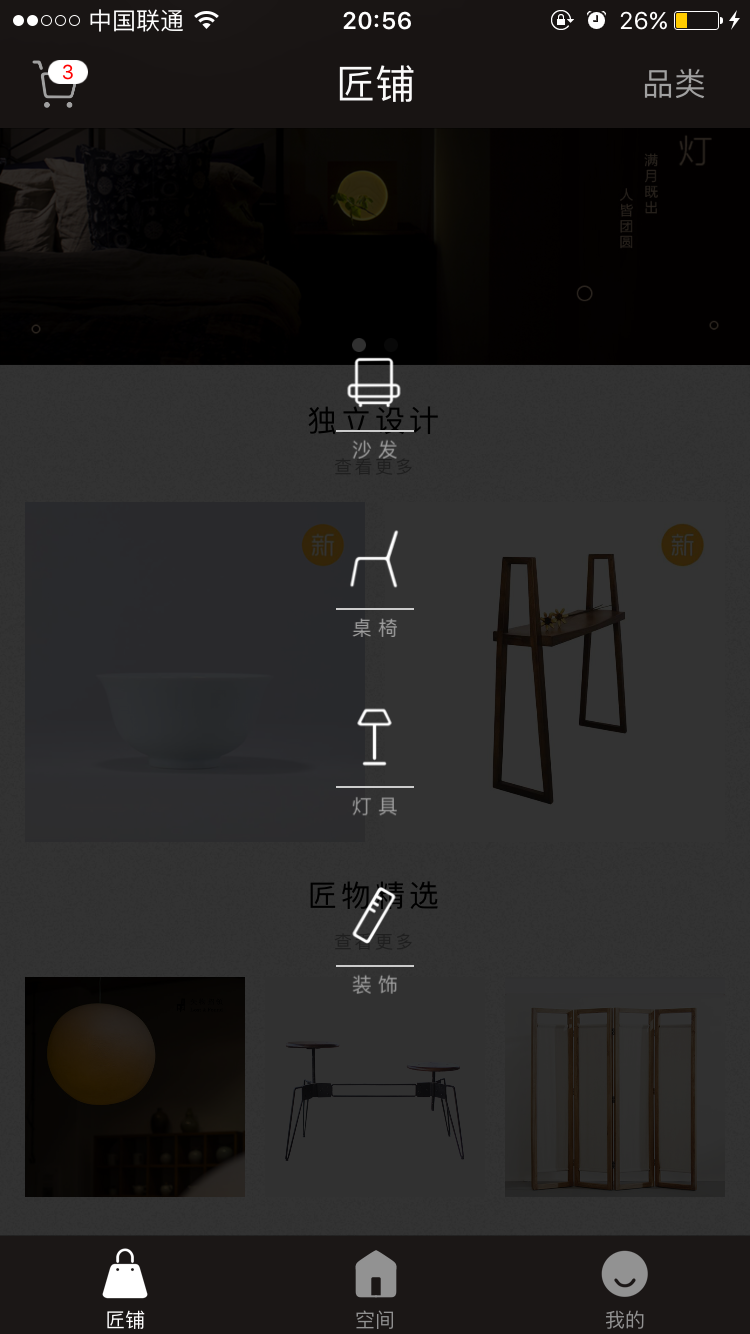 中国联通
20:56
26%
3
匠铺
品类
灯
满月既出
人皆团圆
独立设计
沙发
查看更多
新
新
桌椅
灯具
匠物精选
查看更多
装饰
匠铺
空间
我的